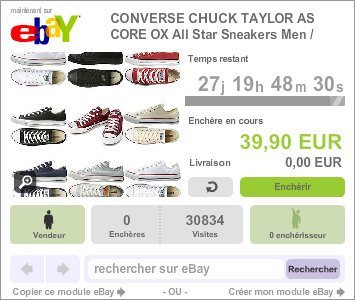 maintenant sur
ebaY
CONVERSE CHUCK TAYLOR AS
CORE OX All Star Sneakers Men /
Temps restant
27j 19h 48m 30s
Enchère en cours
39,90 EUR
Livraison 0,00 EUR
Enchérir
0 30834
Vendeur Enchères Visites 0 enchérisseur
rechercher sur eBay Rechercher
Copier ce module eBay - OU - Créer mon module eBay